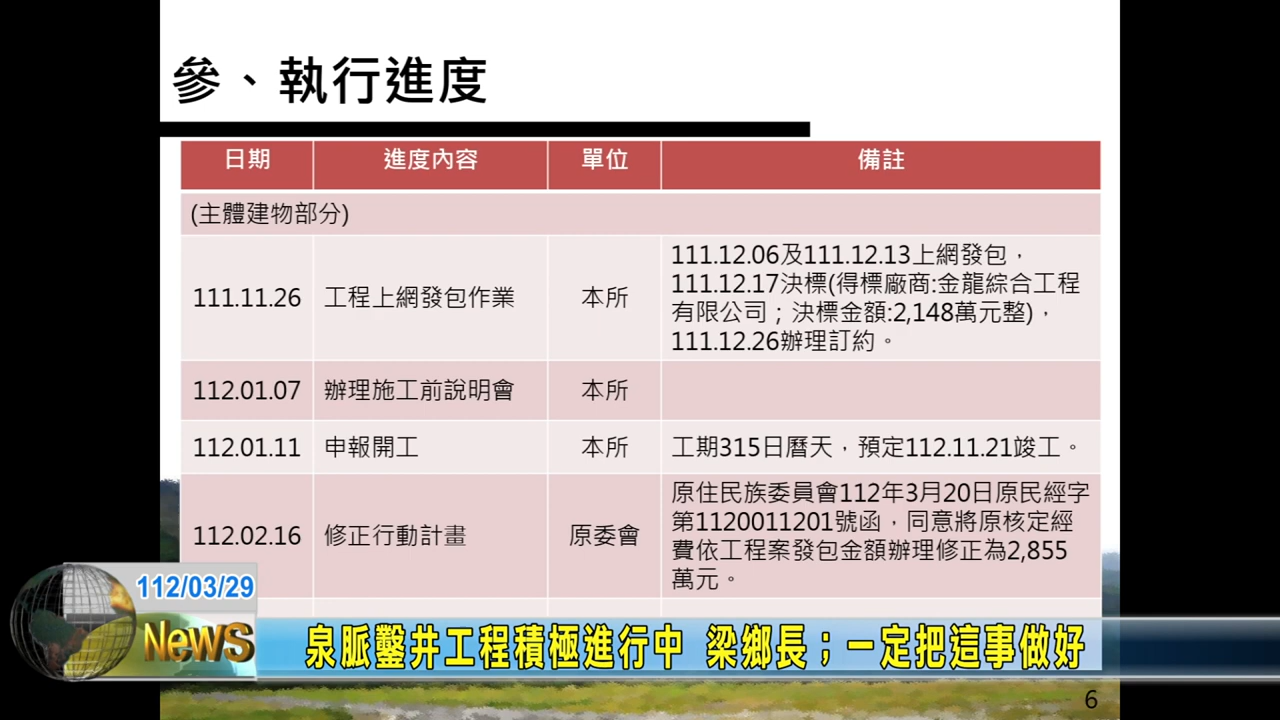 參、執行進度
日期 進度內容 單位 備註
(主體建物部分)
111.11.26 工程上網發包作業 本所 111.12.06及111.12.13上網發包，
111.12.17決標(得標廠商:金龍綜合工程
有限公司；決標金額:2,148萬元整)，
111.12.26辦理訂約。
112.01.07 辦理施工前說明會 本所
112.01.11 申報開工 本所 工期315日曆天，預定112.11.21竣工。
112.02.16 修正行動計畫 原委會 原住民族委員會112年3月20日原民經字
第1120011201號函，同意將原核定經
費依工程案發包金額辦理修正為2,855
萬元。
112/03/29
NewS
泉脈鑿井工程積極進行中 梁鄉長；一定把這事做好
6